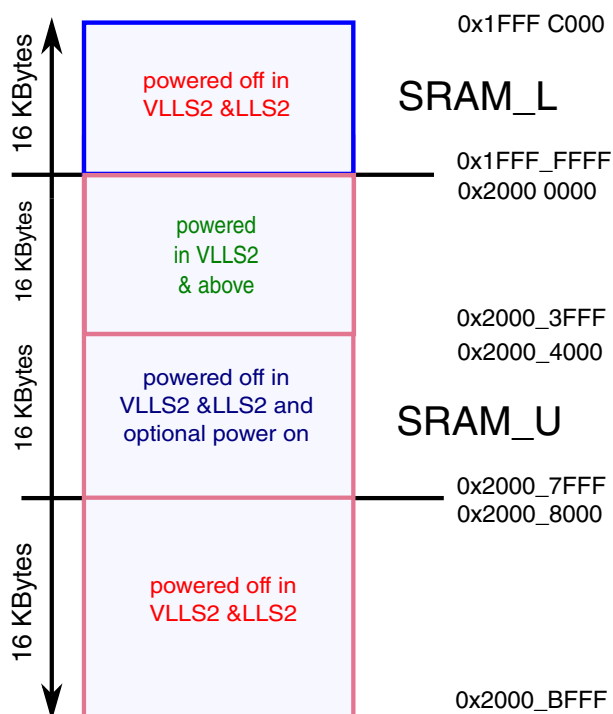 0x1FFF C000
16 KBytes
powered off in
VLLS2 &LLS2
SRAM_L
0x1FFF_FFFF
0x2000 0000
16 KBytes
powered
in VLLS2
& above
0x2000_3FFF
0x2000_4000
16 KBytes
powered off in
VLLS2 &LLS2 and
optional power on
SRAM_U
0x2000_7FFF
0x2000_8000
16 KBytes
powered off in
VLLS2 &LLS2
0x2000_BFFF